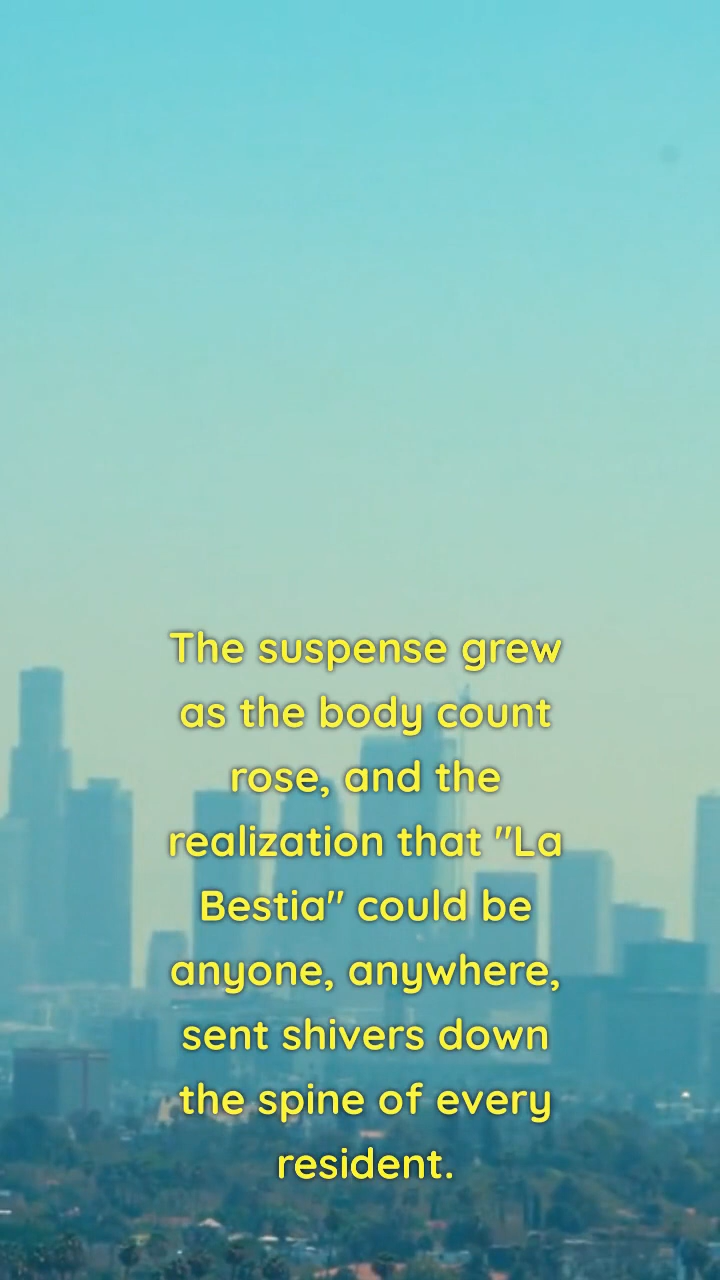 The suspense grew
as the body count
rose, and the
realization that "La
Bestia" could be
anyone, anywhere,
sent shivers down
the spine of every
resident.